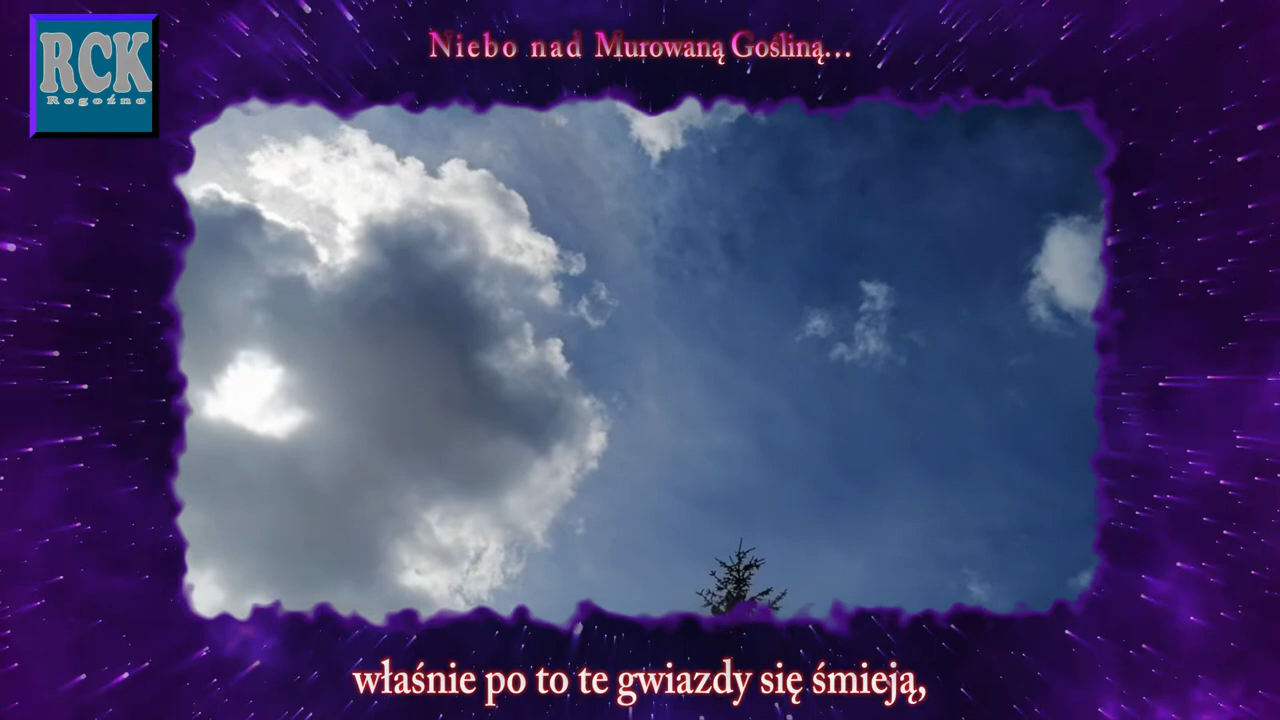 RCK
Rogoźno
Niebo nad Murowaną Gośliną...
właśnie po to te gwiazdy się śmieją,